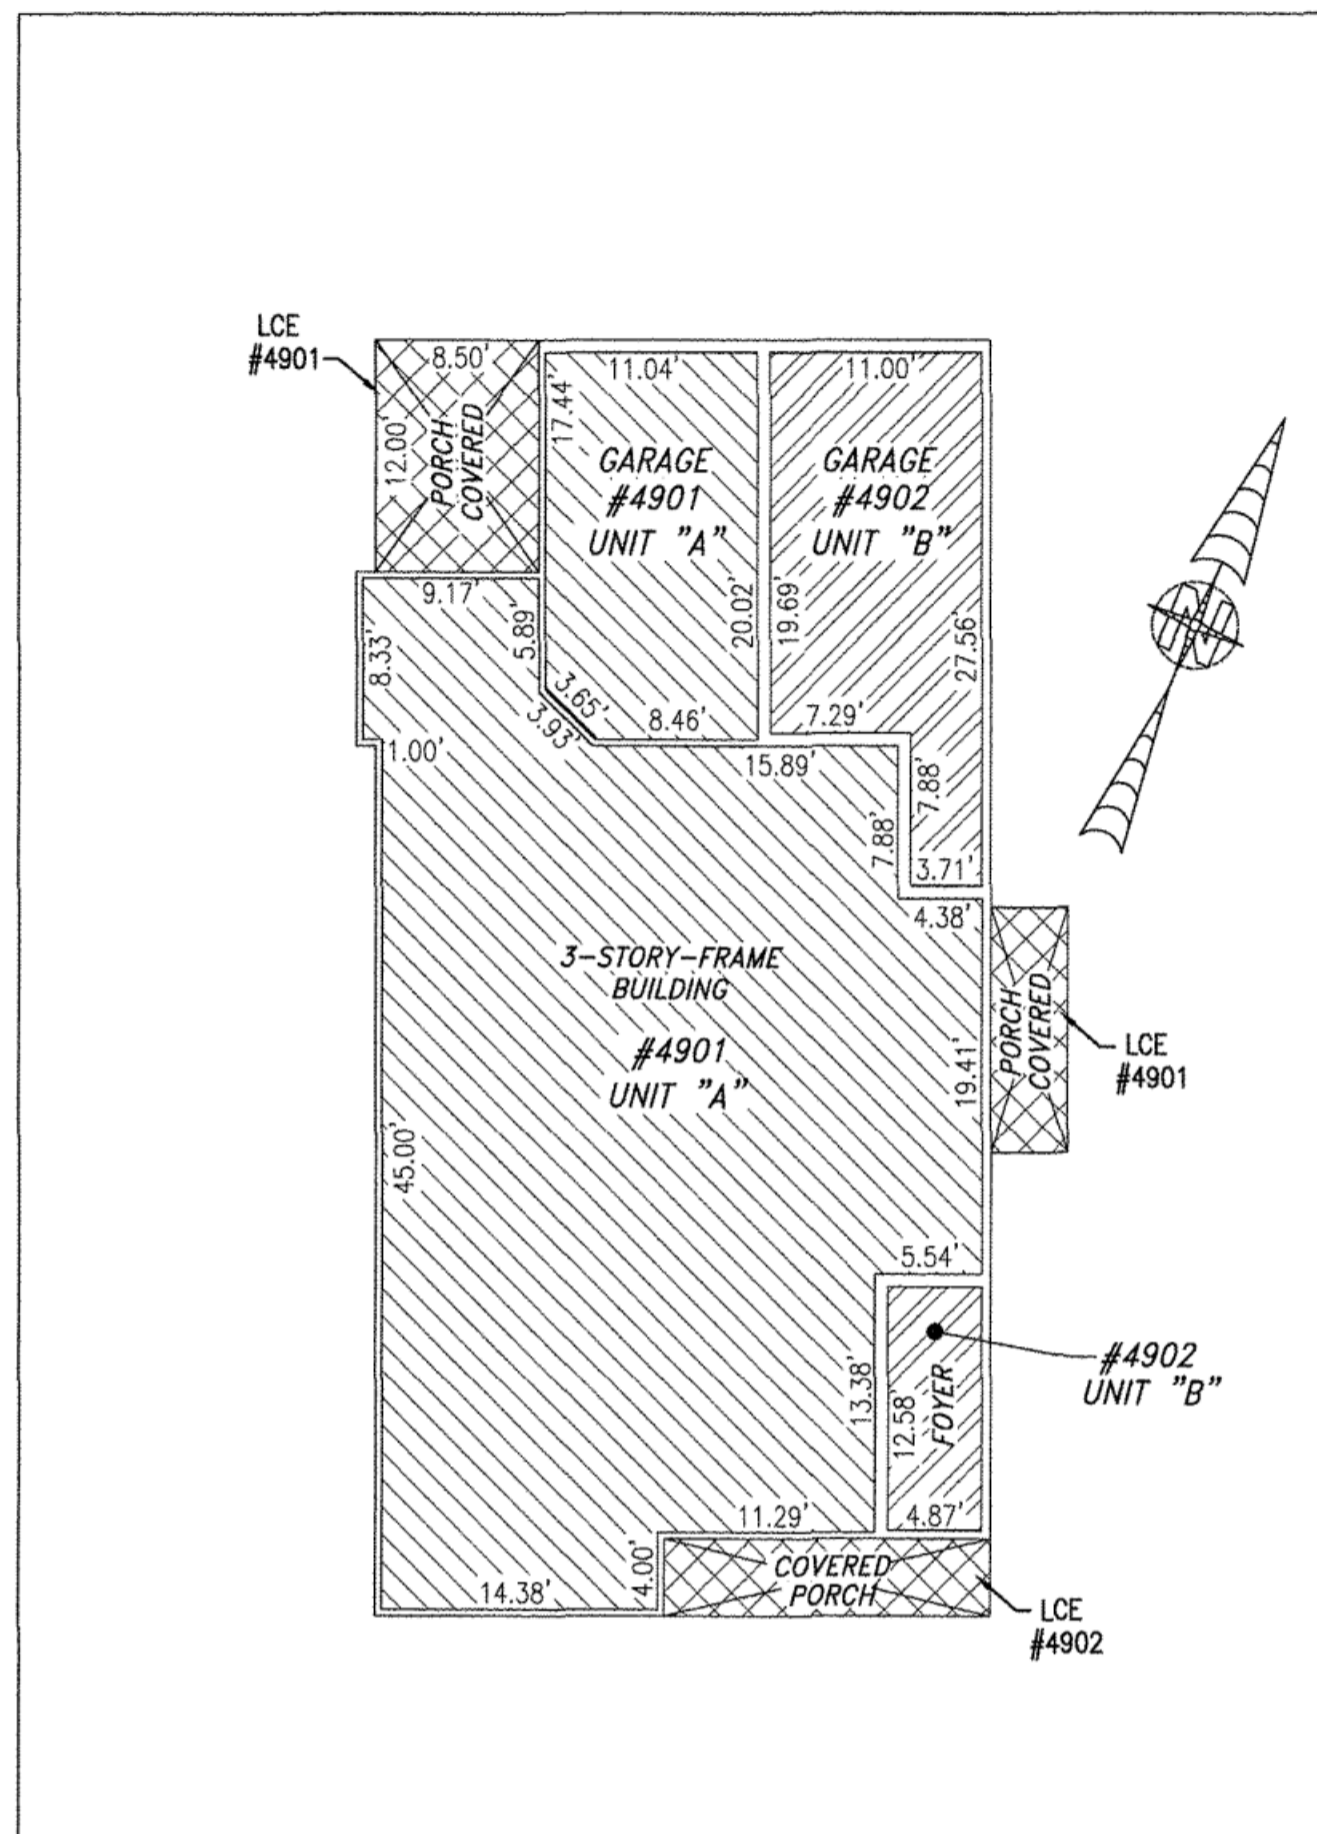 LCE
#4901
8.50'
12.00'
PORCH
COVERED
11.04'
17.44'
GARAGE
#4901
UNIT "A"
20.02'
11.00'
GARAGE
#4902
UNIT "B"
19.69'
27.56'
9.17'
5.89'
8.33'
3.65'
3.93'
8.46'
7.29'
1.00'
15.89'
7.88'
7.88'
3.71'
4.38'
N
3-STORY-FRAME
BUILDING
#4901
UNIT "A"
19.41'
PORCH
COVERED
LCE
#4901
45.00'
5.54'
13.38'
12.58'
FOYER
#4902
UNIT "B"
11.29'
4.87'
4.00'
14.38'
COVERED
PORCH
LCE
#4902